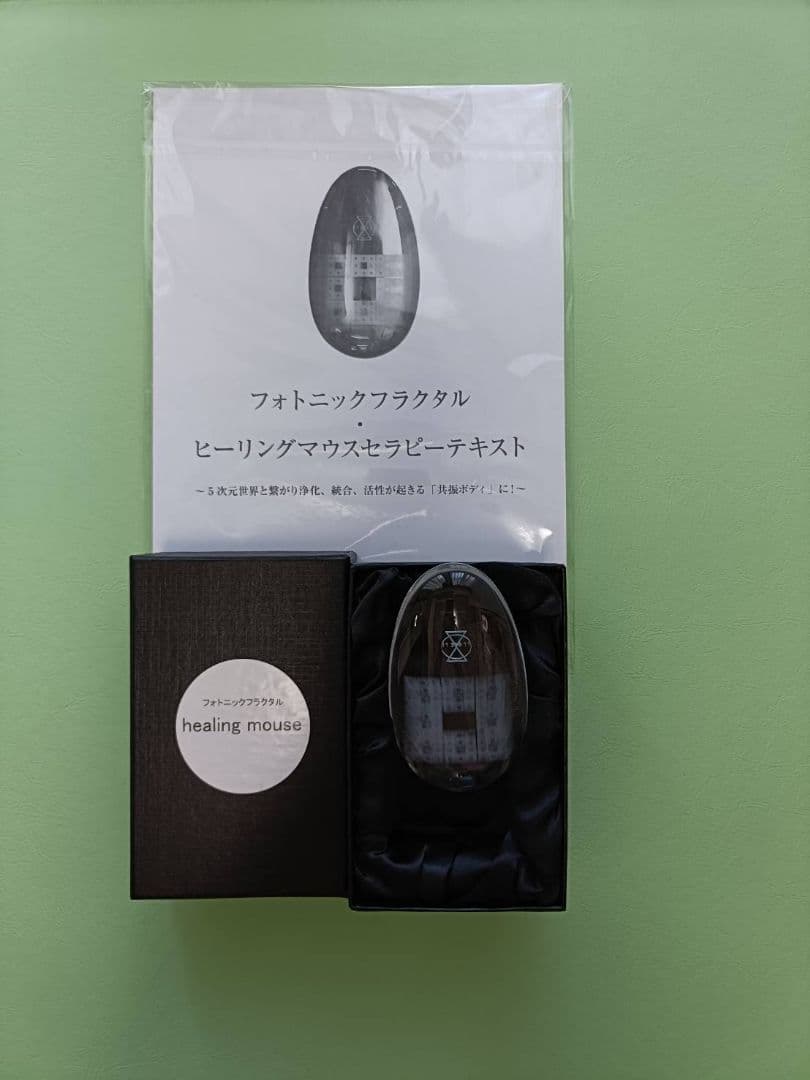 フォトニックフラクタル
・
ヒーリングマウスセラピーテキスト
～5次元世界と繋がり浄化、統合、活性が起きる「共振ボディ」に!～
フォトニックフラクタル
healing mouse